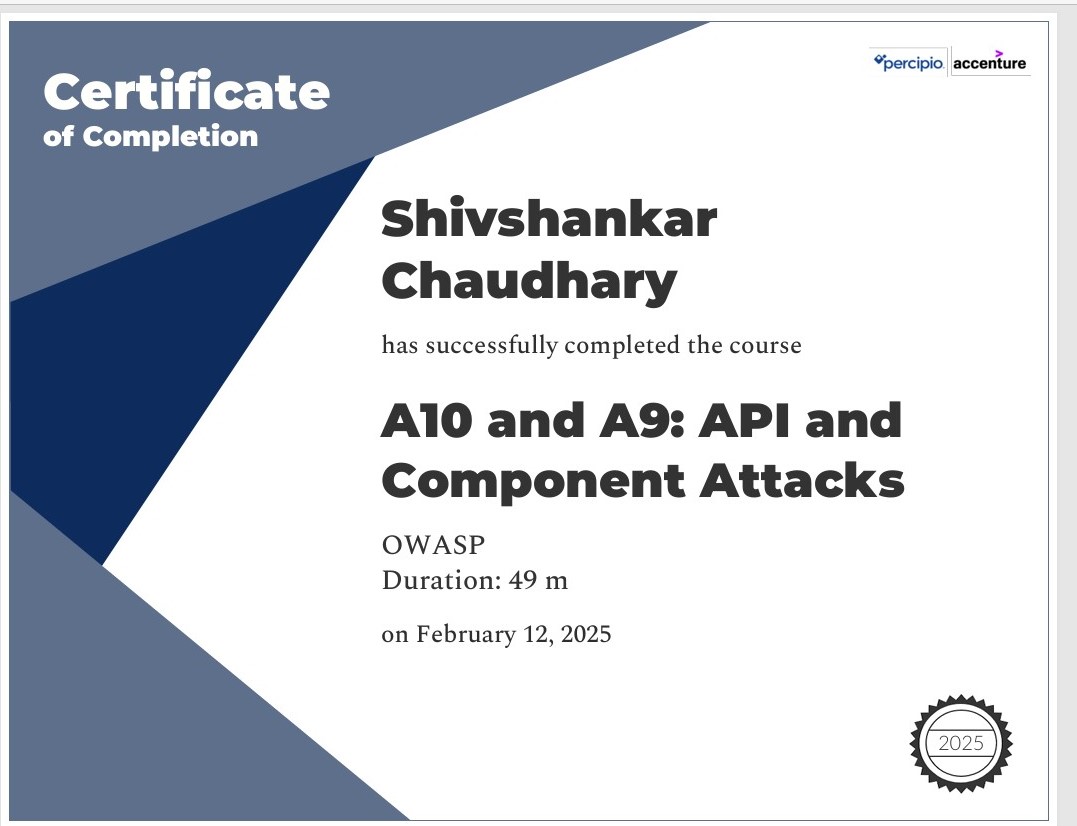 Certificate
of Completion
percipio. accenture
Shivshankar
Chaudhary
has successfully completed the course
A10 and A9: API and
Component Attacks
OWASP
Duration: 49 m
on February 12, 2025
2025